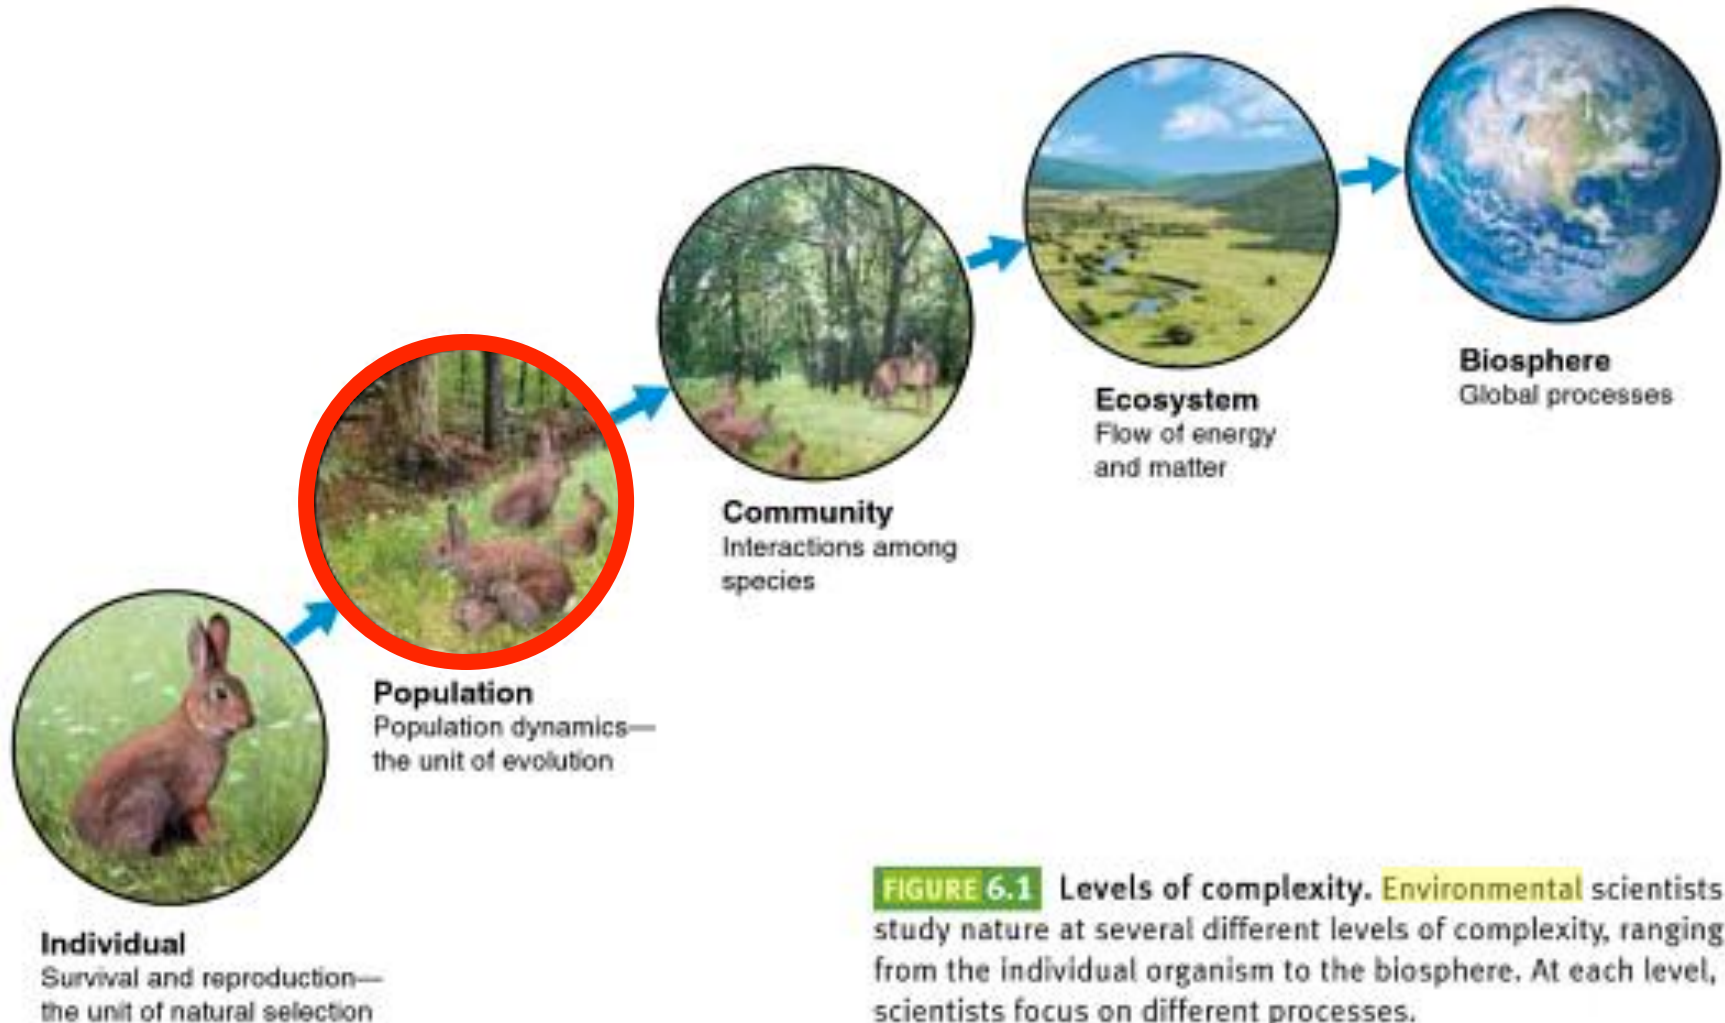 Biosphere
Global processes
Ecosystem
Flow of energy
and matter
Community
Interactions among
species
Population
Population dynamics—
the unit of evolution
Individual
Survival and reproduction—
the unit of natural selection
FIGURE 6.1 Levels of complexity. Environmental scientists
study nature at several different levels of complexity, ranging
from the individual organism to the biosphere. At each level,
scientists focus on different processes.